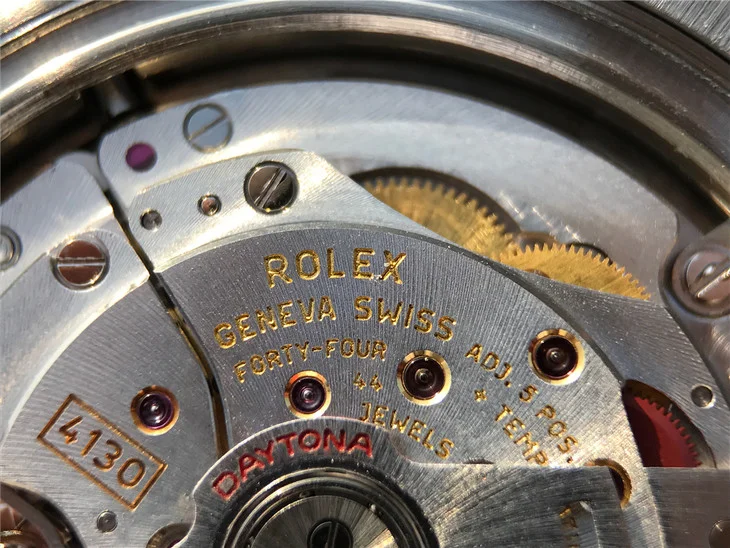 ROLEX
GENEVA SWISS
FORTY-FOUR
44
JEWELS
ADJ. 5 POS.
+ TEMP.
4130
DAYTONA